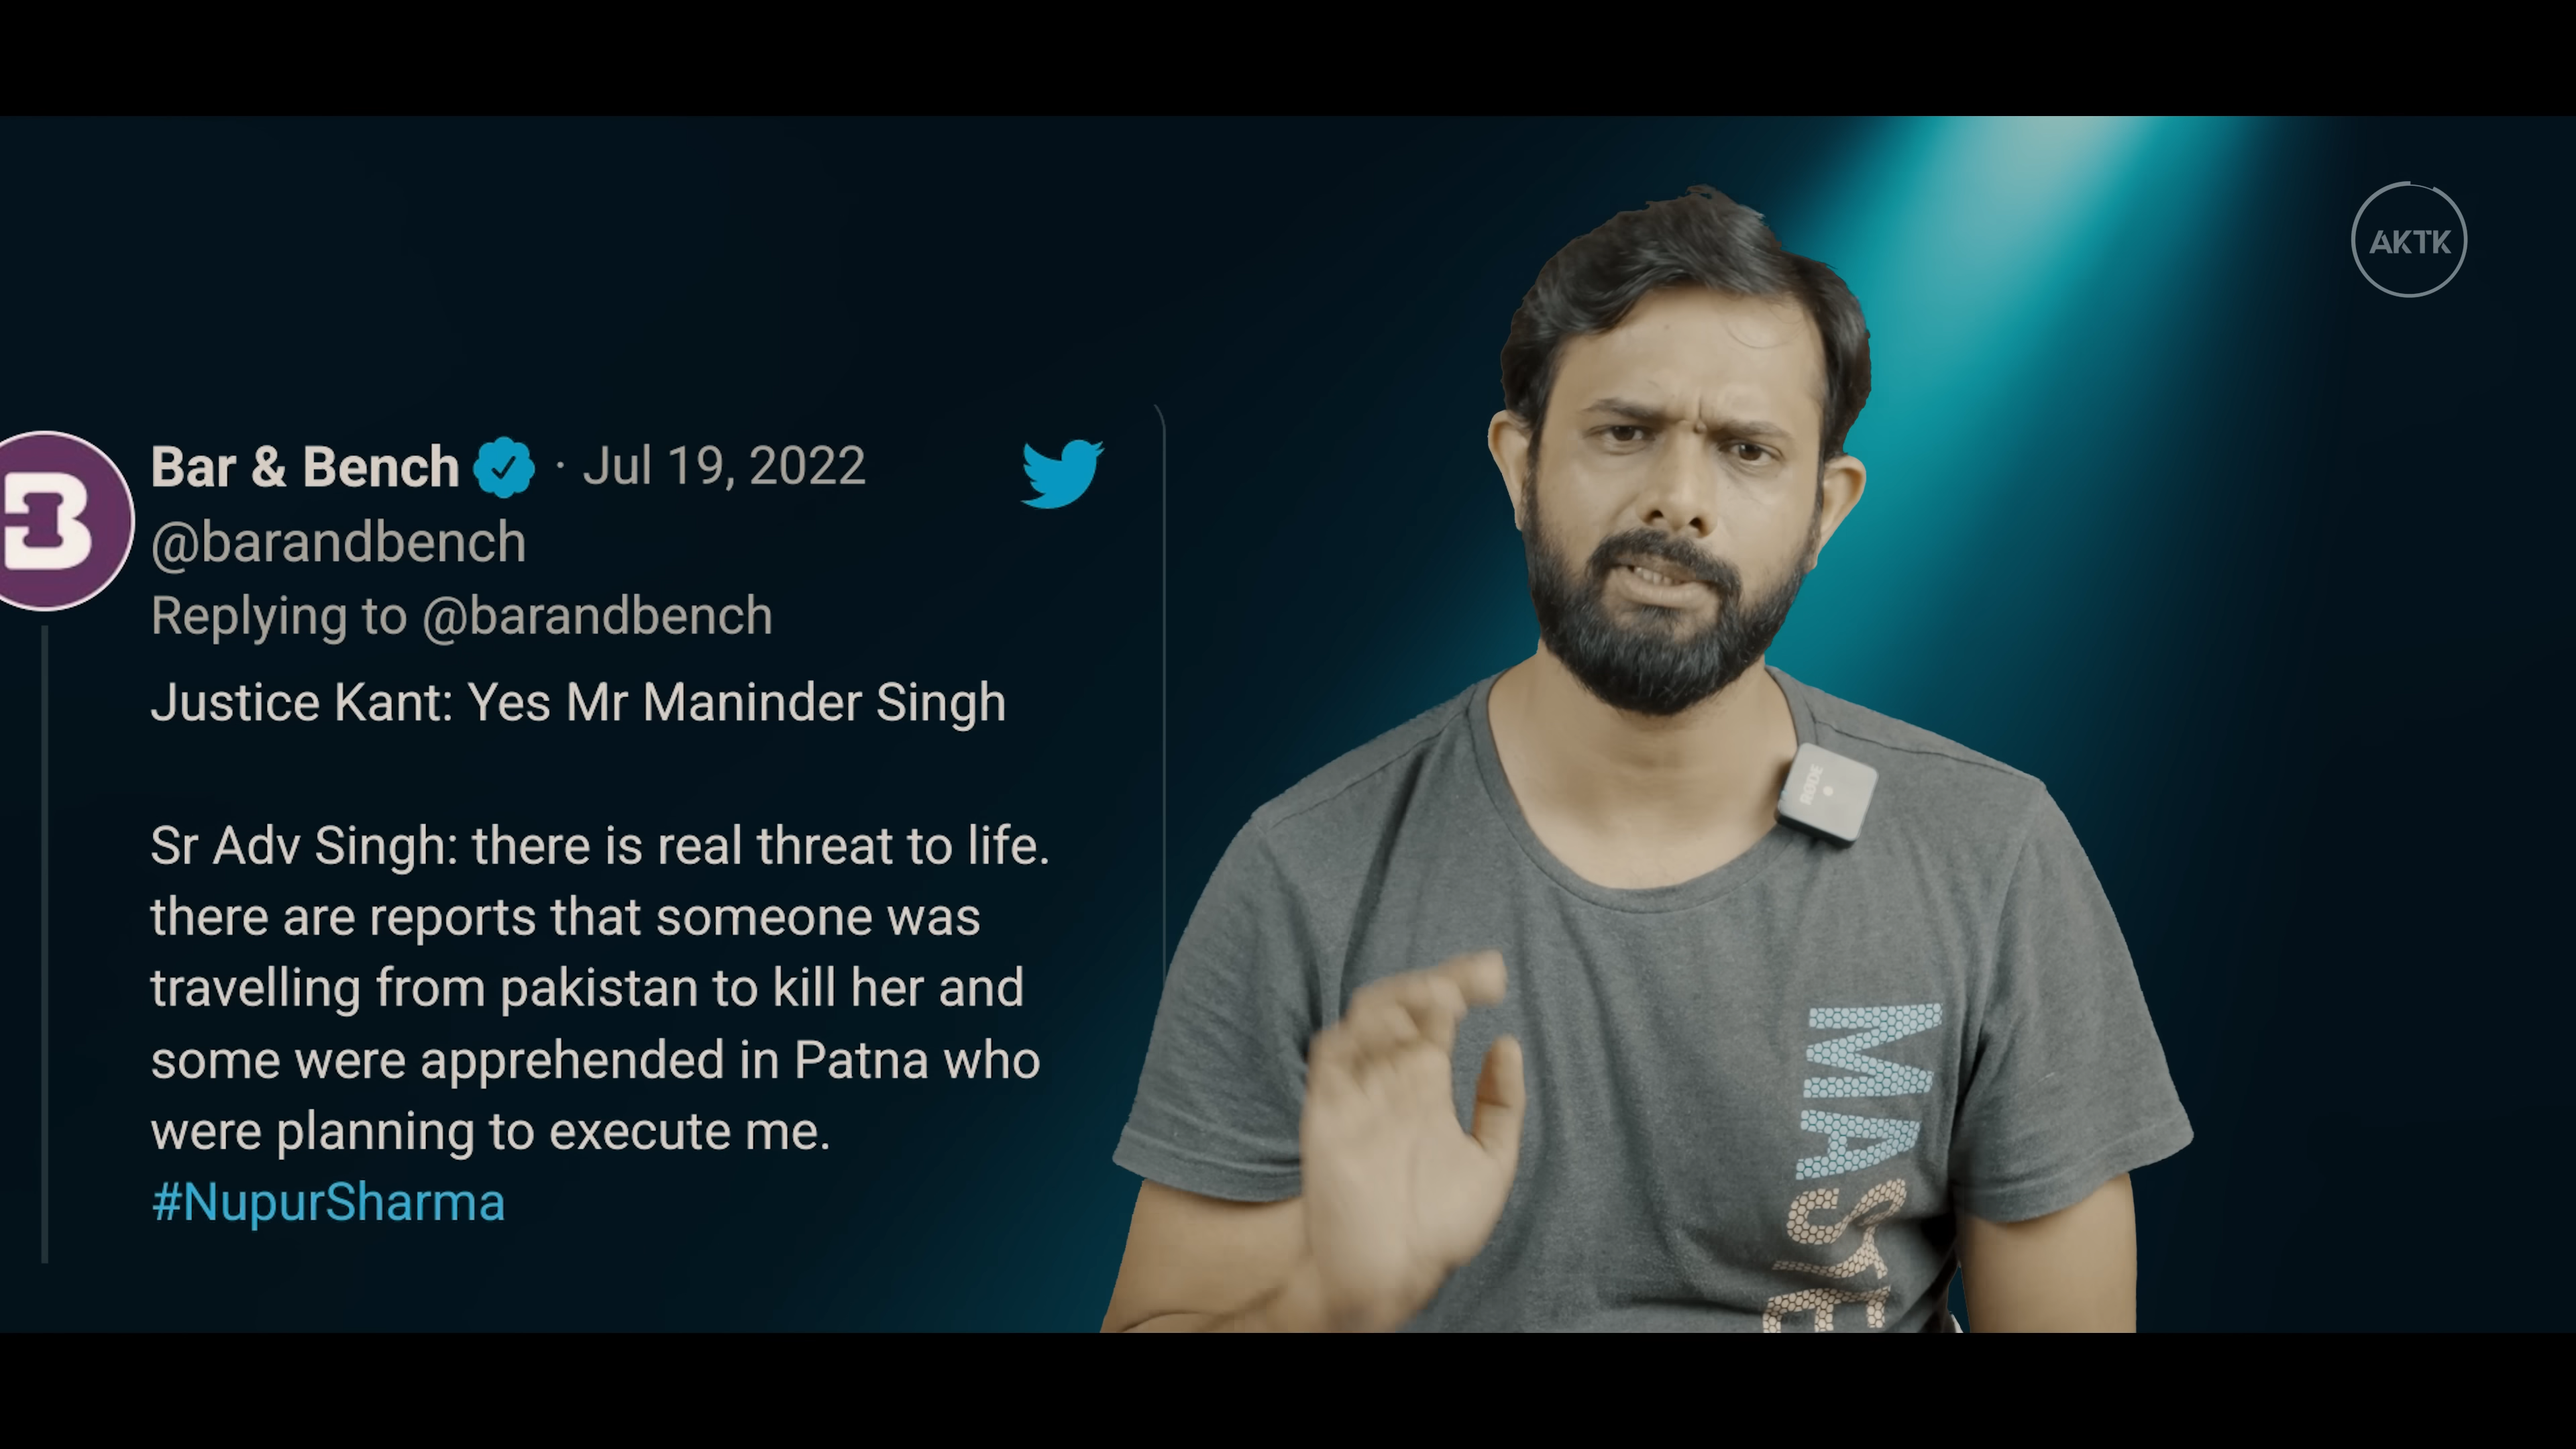 AKTK
B
Bar & Bench · Jul 19, 2022
@barandbench
Replying to @barandbench
Justice Kant: Yes Mr Maninder Singh
Sr Adv Singh: there is real threat to life.
there are reports that someone was
travelling from pakistan to kill her and
some were apprehended in Patna who
were planning to execute me.
#NupurSharma
RØDE
MASTE